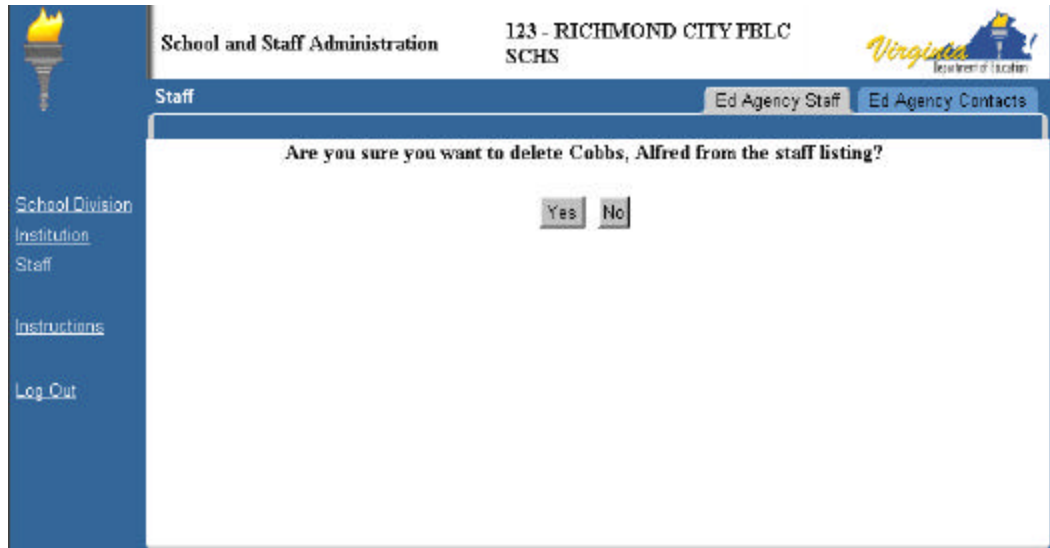 School and Staff Administration
123 - RICHMOND CITY PBLC
SCHS
Virginia
Department of Education
Staff
Ed Agency Staff
Ed Agency Contacts
Are you sure you want to delete Cobbs, Alfred from the staff listing?
Yes
No
School Division
Institution
Staff
Instructions
Log Out